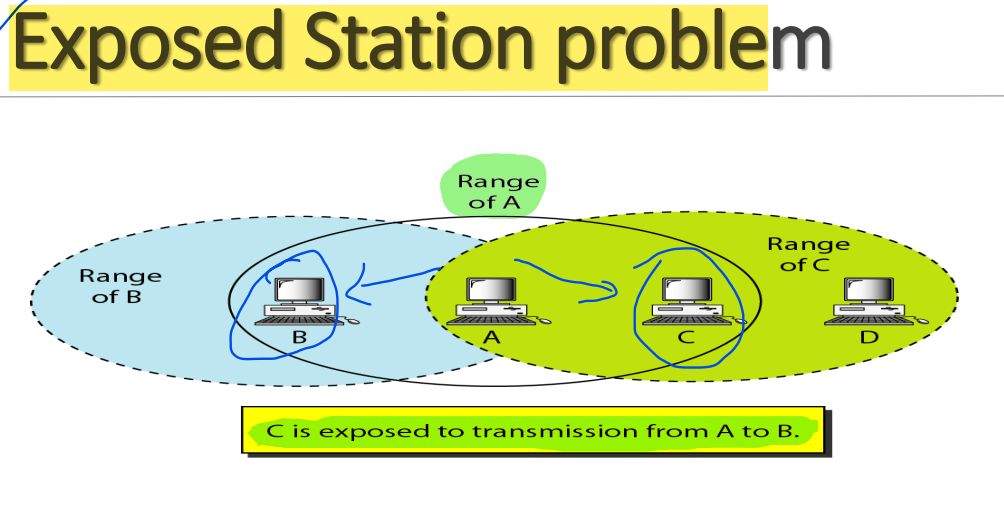 Exposed Station problem
Range
of A
Range
of B
Range
of C
B
A
C
D
C is exposed to transmission from A to B.